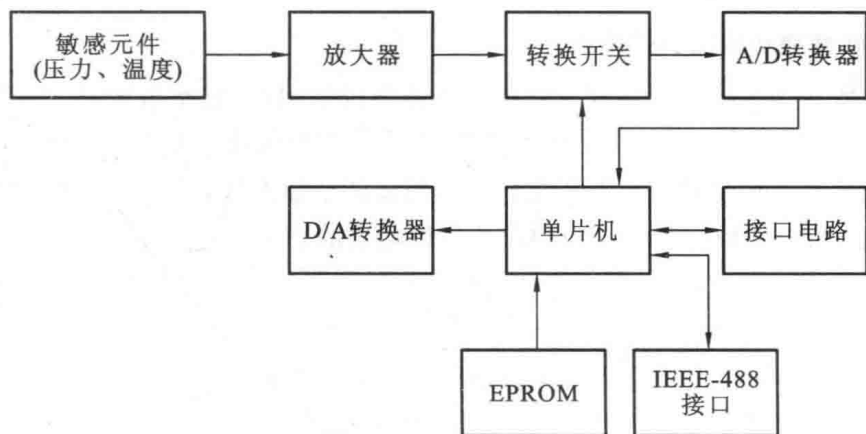 敏感元件
(压力、温度)
放大器
转换开关
A/D转换器
D/A转换器
单片机
接口电路
EPROM
IEEE-488
接口